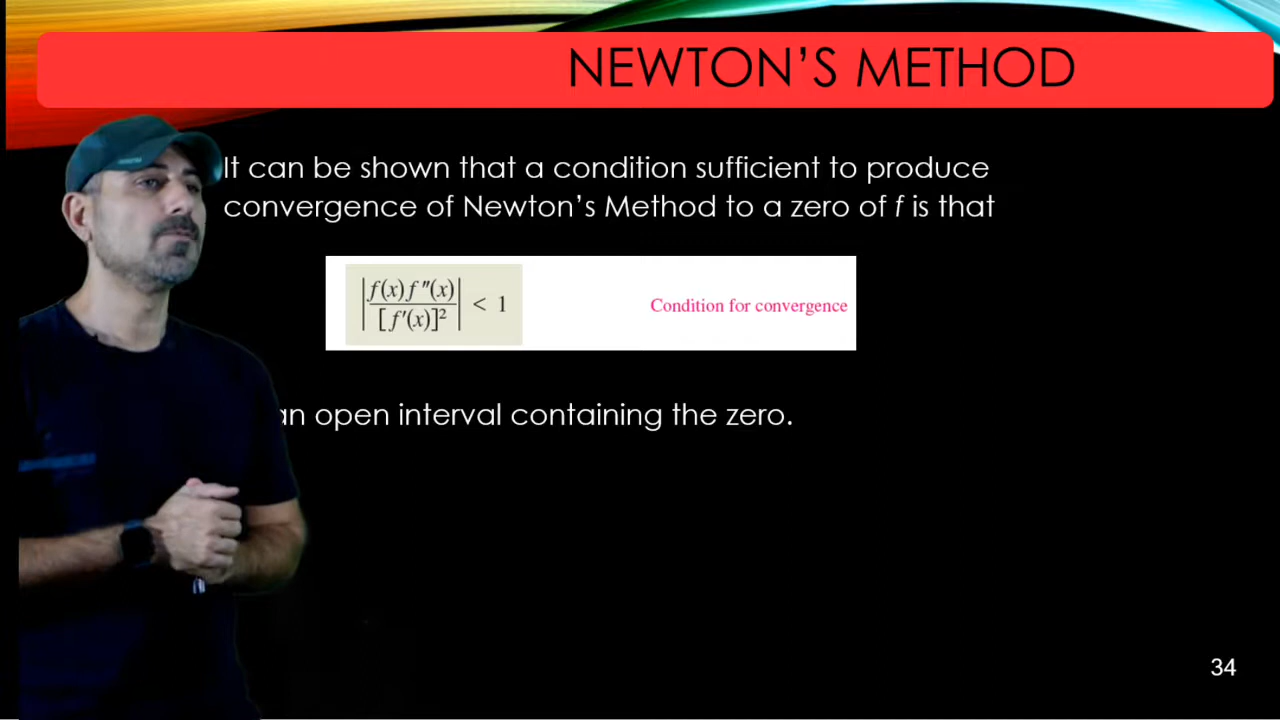 NEWTON'S METHOD
It can be shown that a condition sufficient to produce
convergence of Newton's Method to a zero of f is that
|f(x) f ″(x) / [f′(x)]²| < 1 Condition for convergence
an open interval containing the zero.
34